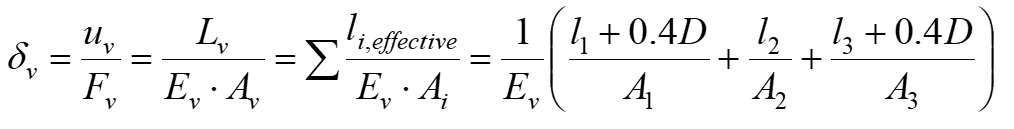 δ_v = u_v / F_v = L_v / (E_v · A_v) = ∑ l_{i,effective} / (E_v · A_i) = 1 / E_v ( (l_1 + 0.4D) / A_1 + l_2 / A_2 + (l_3 + 0.4D) / A_3 )